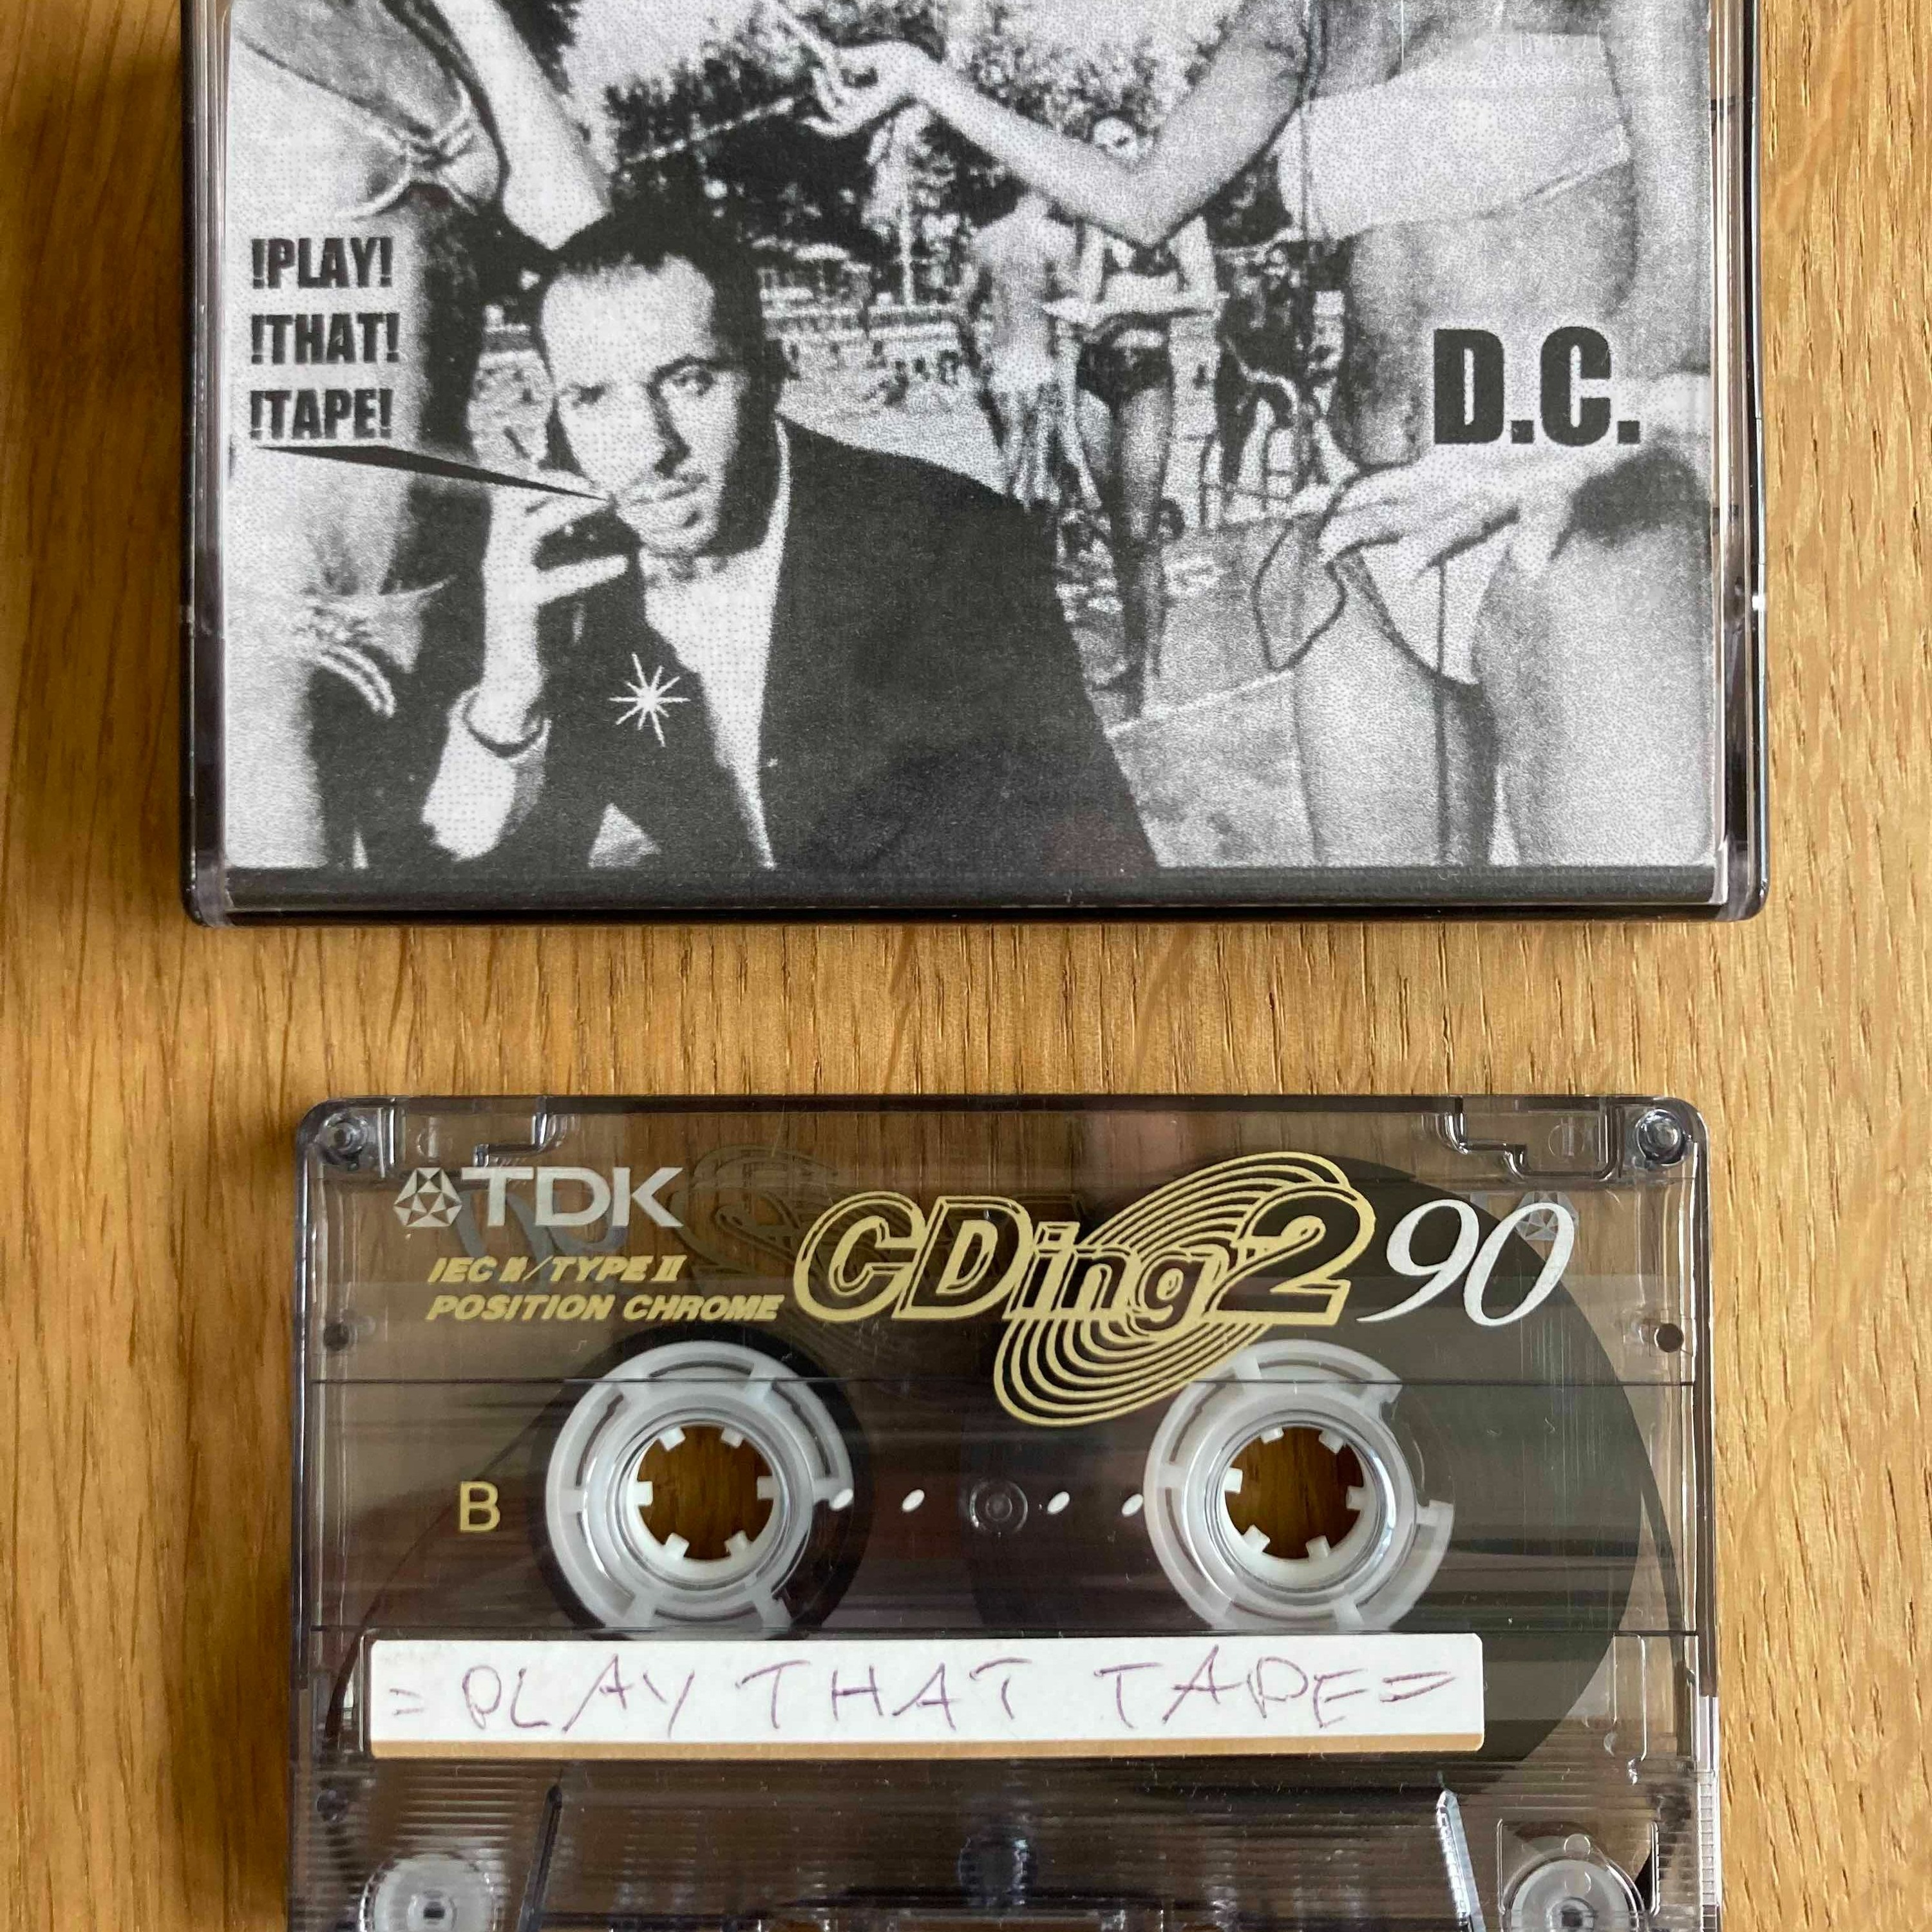 !PLAY!
!THAT!
!TAPE!
D.C.
TDK CDing2 90
IEC II/TYPE II
POSITION CHROME
B
=PLAY THAT TAPE=